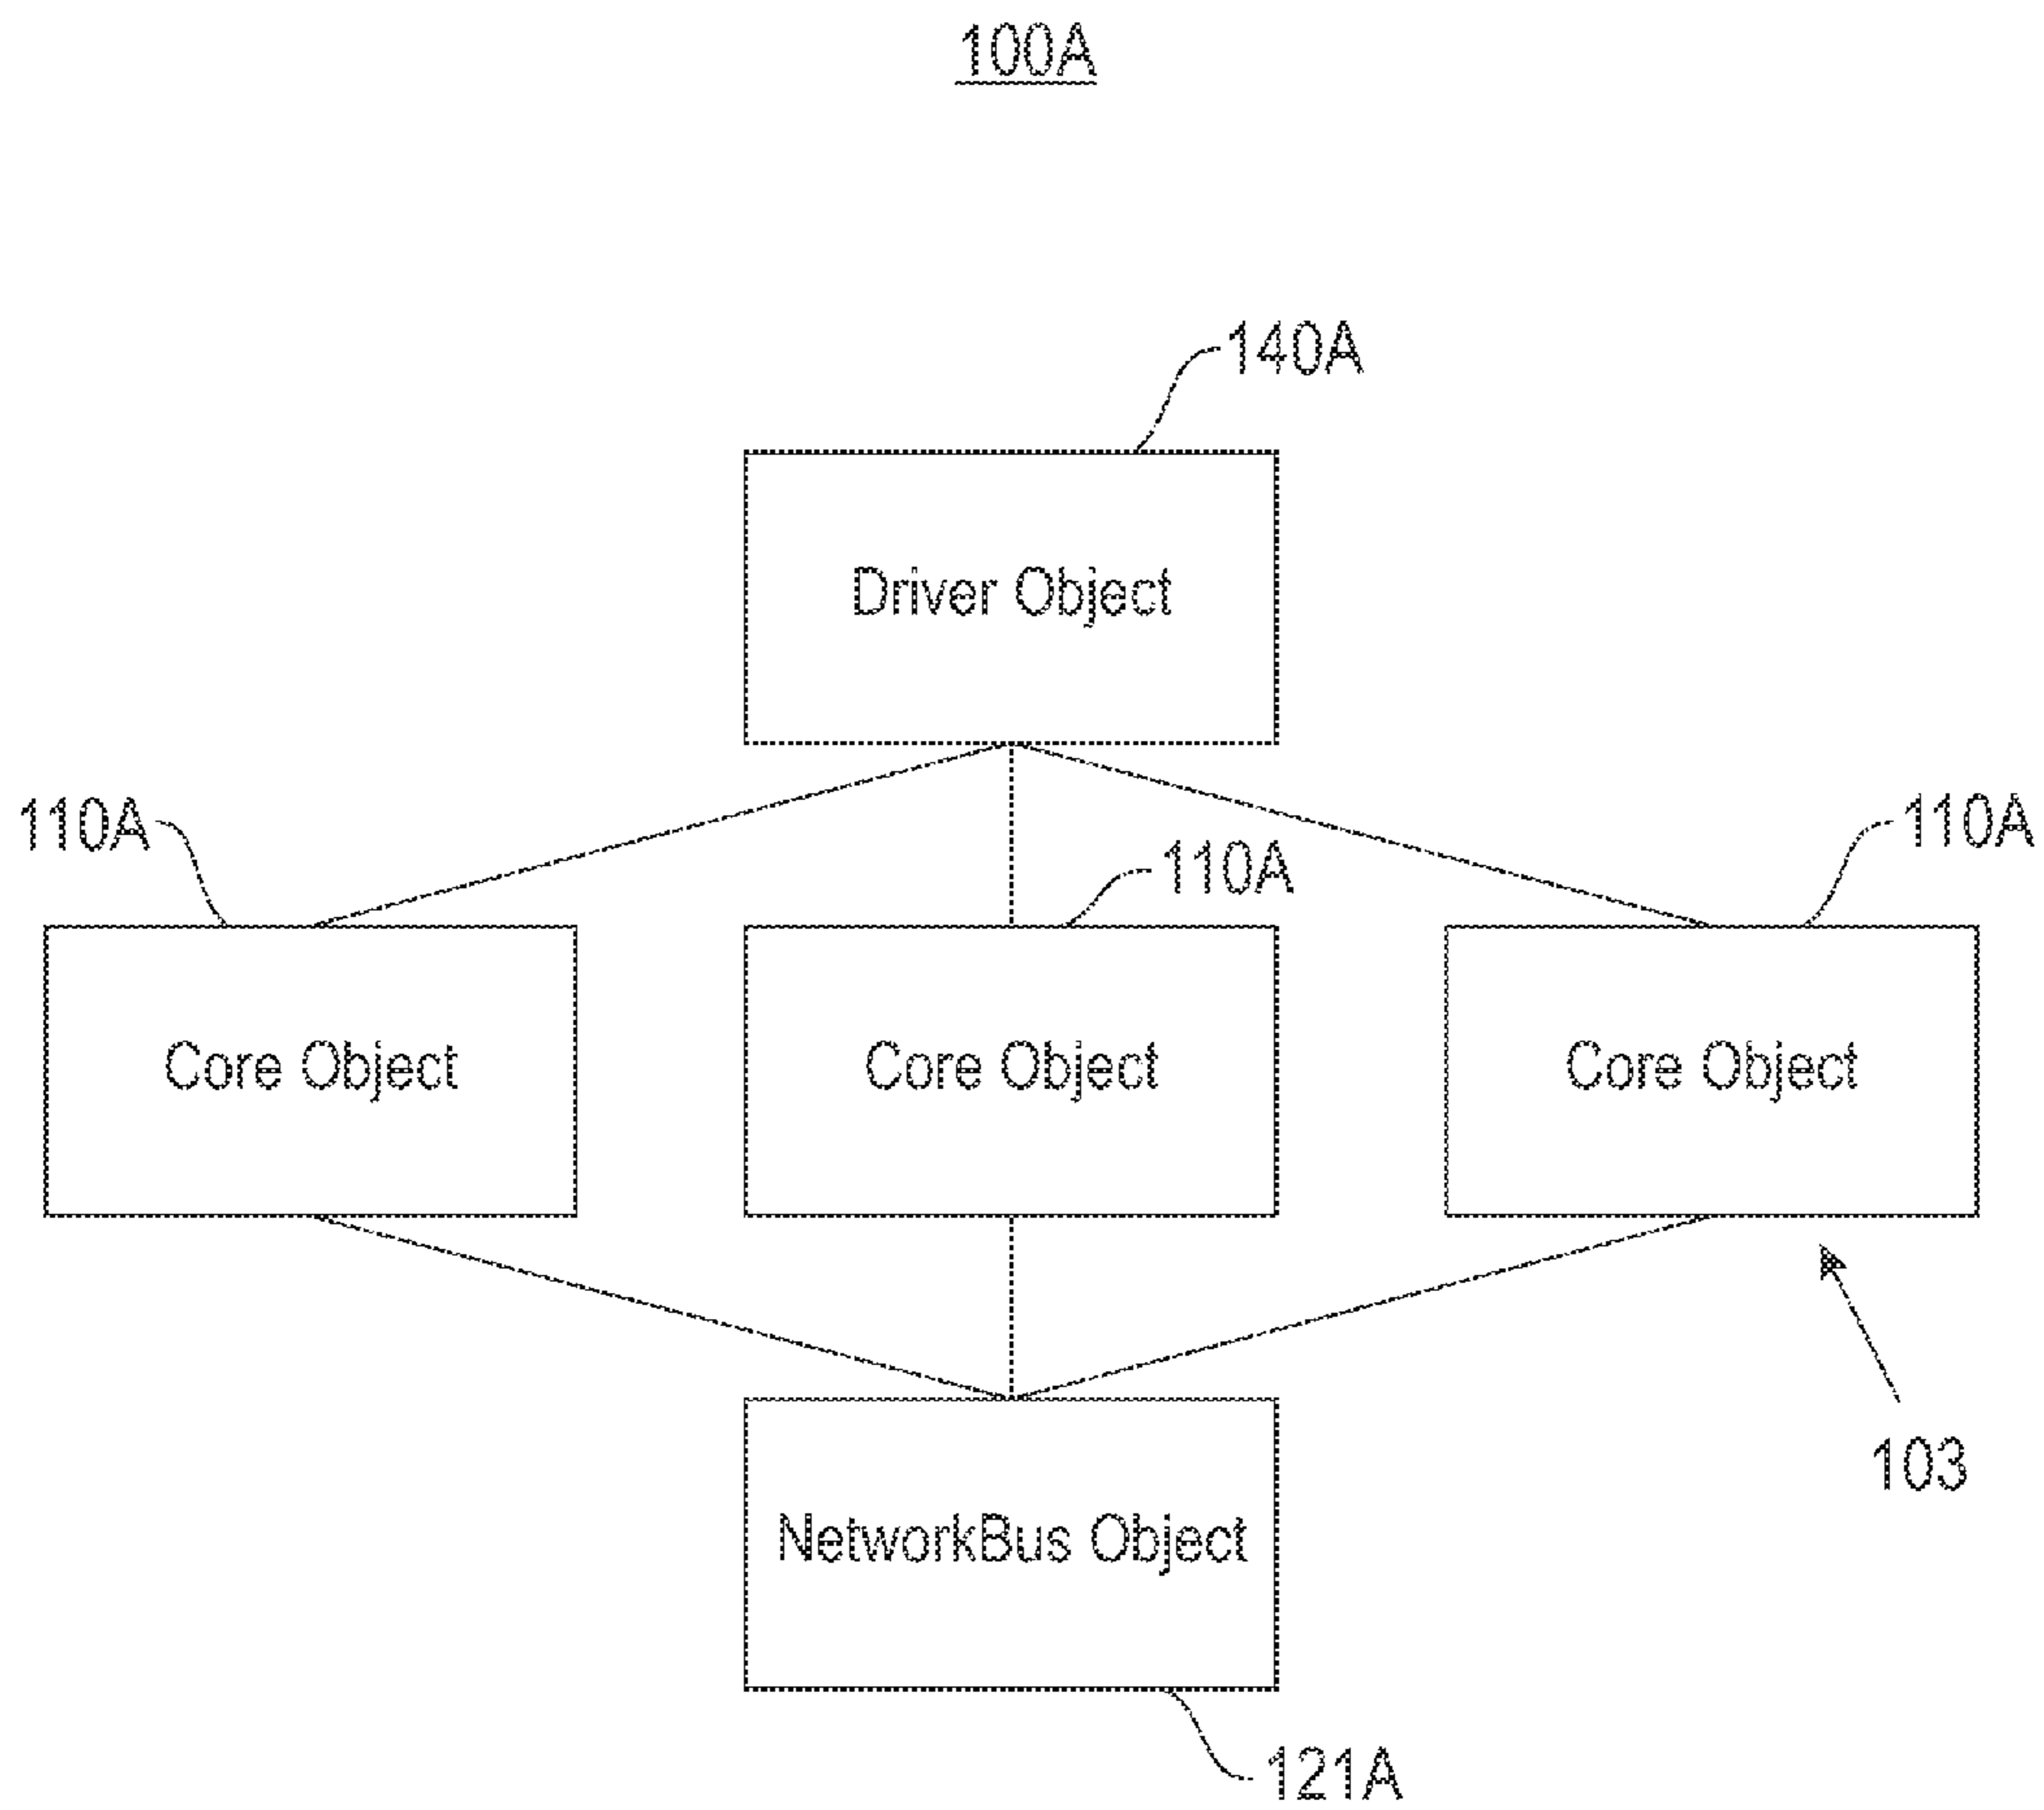 100A
140A
Driver Object
110A
110A
110A
Core Object
Core Object
Core Object
103
NetworkBus Object
121A